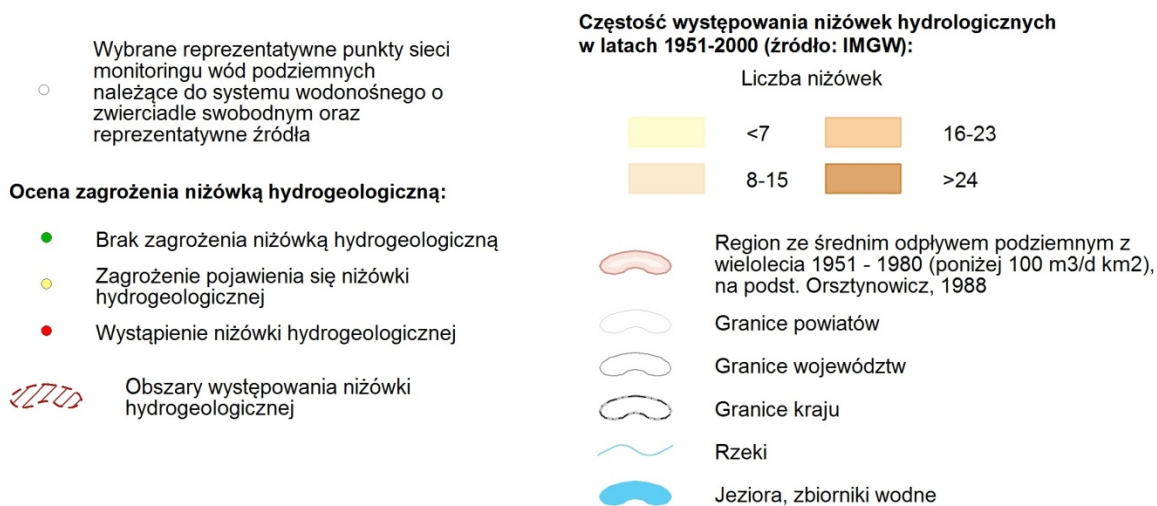 Wybrane reprezentatywne punkty sieci
monitoringu wód podziemnych
należące do systemu wodonośnego o
zwierciadle swobodnym oraz
reprezentatywne źródła
Ocena zagrożenia niżówką hydrogeologiczną:
Brak zagrożenia niżówką hydrogeologiczną
Zagrożenie pojawienia się niżówki
hydrogeologicznej
Wystąpienie niżówki hydrogeologicznej
Obszary występowania niżówki
hydrogeologicznej
Częstość występowania niżówek hydrologicznych
w latach 1951-2000 (źródło: IMGW):
Liczba niżówek
<7
16-23
8-15
>24
Region ze średnim odpływem podziemnym z
wielolecia 1951 - 1980 (poniżej 100 m3/d km2),
na podst. Orsztynowicz, 1988
Granice powiatów
Granice województw
Granice kraju
Rzeki
Jeziora, zbiorniki wodne